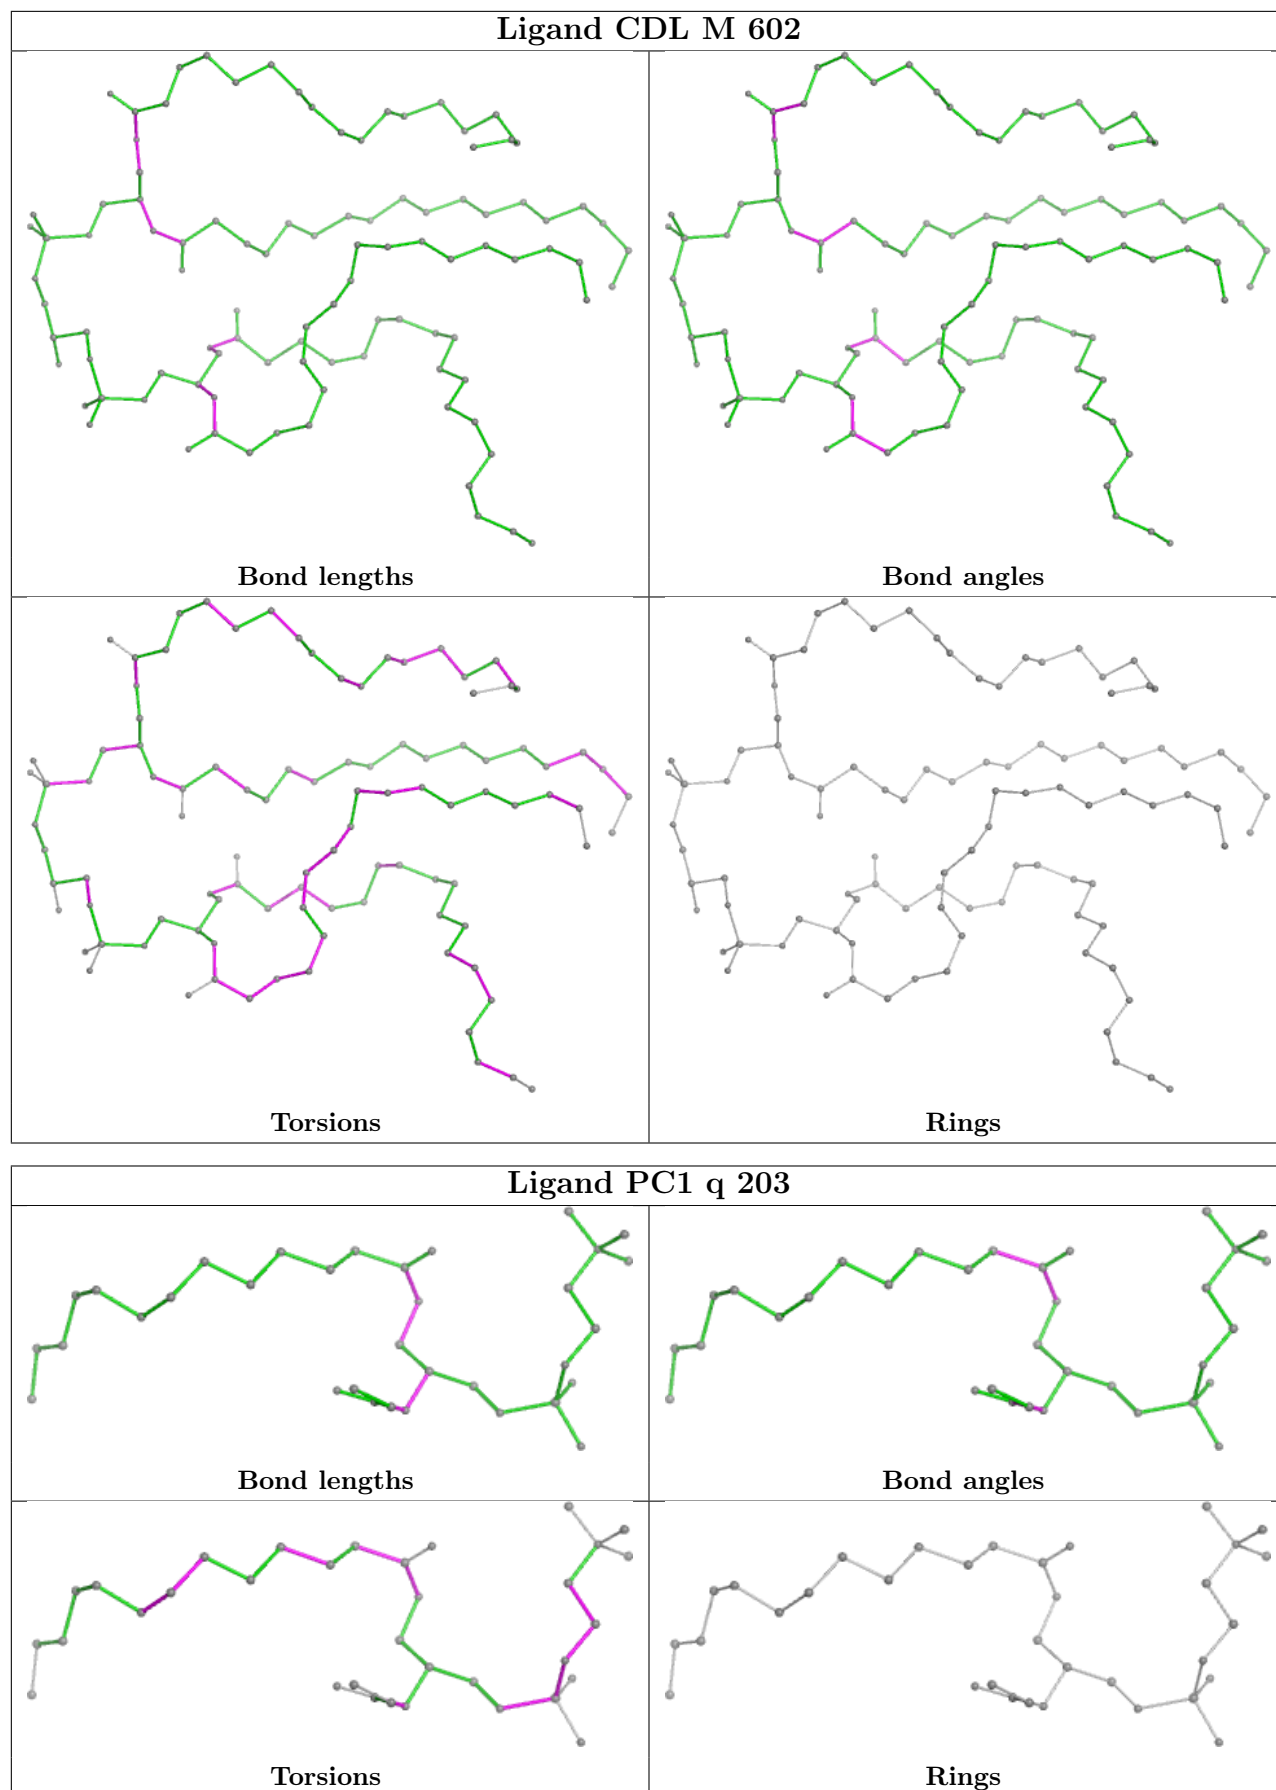 Ligand CDL M 602
Bond lengths
Bond angles
Torsions
Rings
Ligand PC1 q 203
Bond lengths
Bond angles
Torsions
Rings